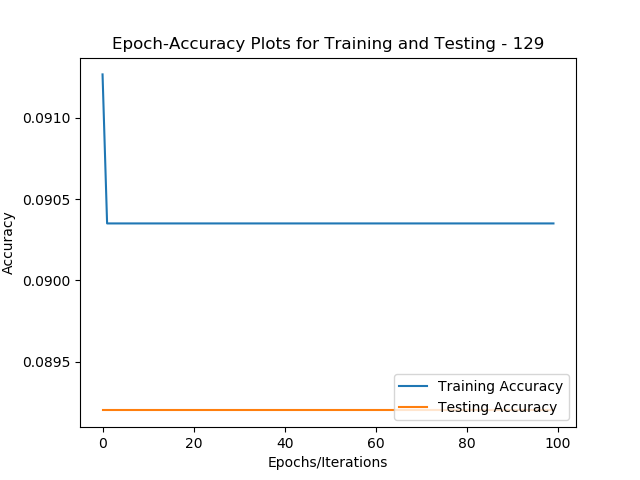 Epoch-Accuracy Plots for Training and Testing - 129
0.0910
0.0905
0.0900
0.0895
Accuracy
Training Accuracy
Testing Accuracy
0 20 40 60 80 100
Epochs/Iterations